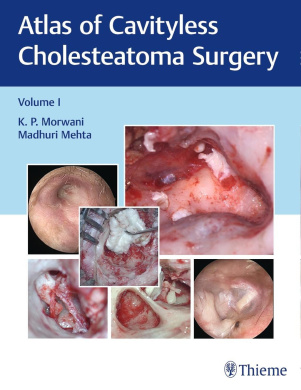 Atlas of Cavityless
Cholesteatoma Surgery
Volume I
K. P. Morwani
Madhuri Mehta
Thieme